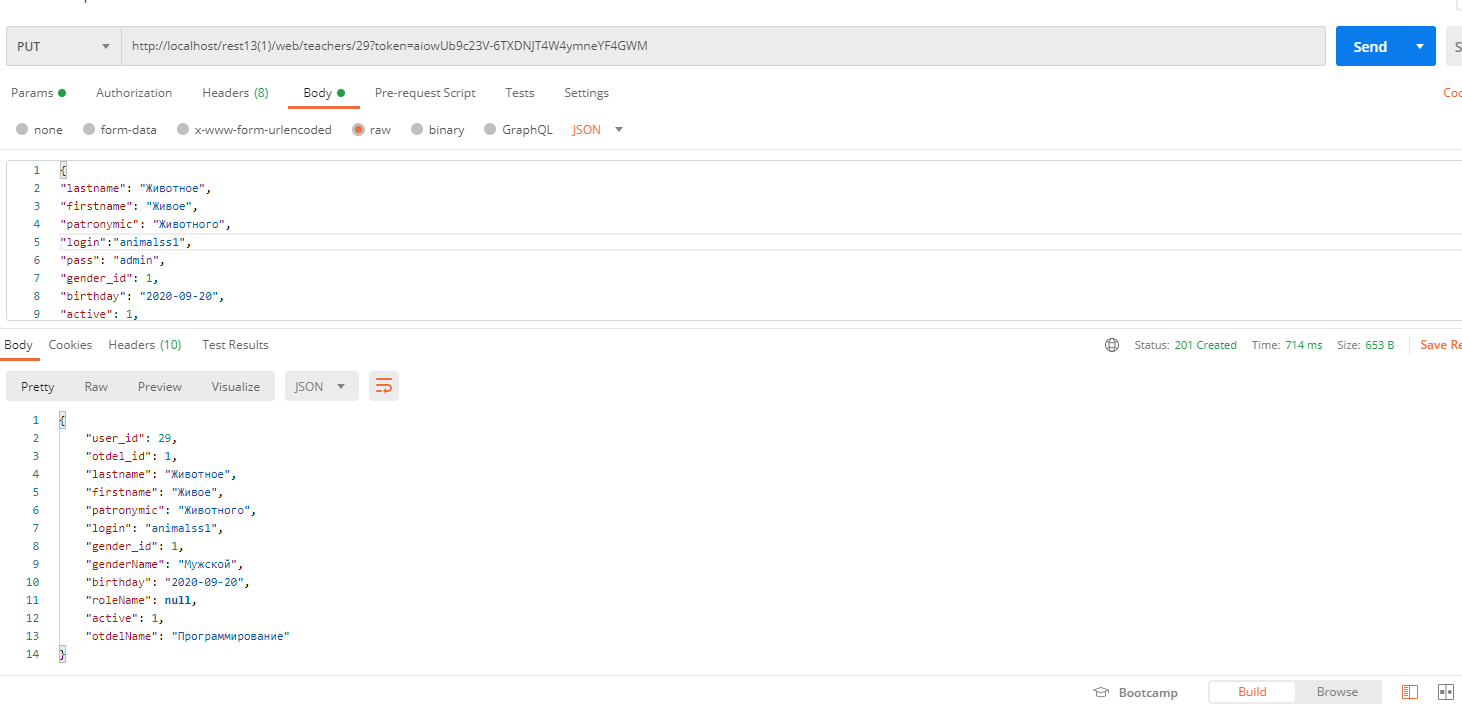 PUT http://localhost/rest13(1)/web/teachers/29?token=aiowUb9c23V-6TXDNJT4W4ymneYF4GWM Send
Params Authorization Headers (8) Body Pre-request Script Tests Settings
none form-data x-www-form-urlencoded raw binary GraphQL JSON
1 {
2 "lastname": "Животное",
3 "firstname": "Живое",
4 "patronymic": "Животного",
5 "login":"animalss1",
6 "pass": "admin",
7 "gender_id": 1,
8 "birthday": "2020-09-20",
9 "active": 1,
Body Cookies Headers (10) Test Results Status: 201 Created Time: 714 ms Size: 653 B Save Re
Pretty Raw Preview Visualize JSON
1 {
2 "user_id": 29,
3 "otdel_id": 1,
4 "lastname": "Животное",
5 "firstname": "Живое",
6 "patronymic": "Животного",
7 "login": "animalss1",
8 "gender_id": 1,
9 "genderName": "Мужской",
10 "birthday": "2020-09-20",
11 "roleName": null,
12 "active": 1,
13 "otdelName": "Программирование"
14 }
Bootcamp Build Browse